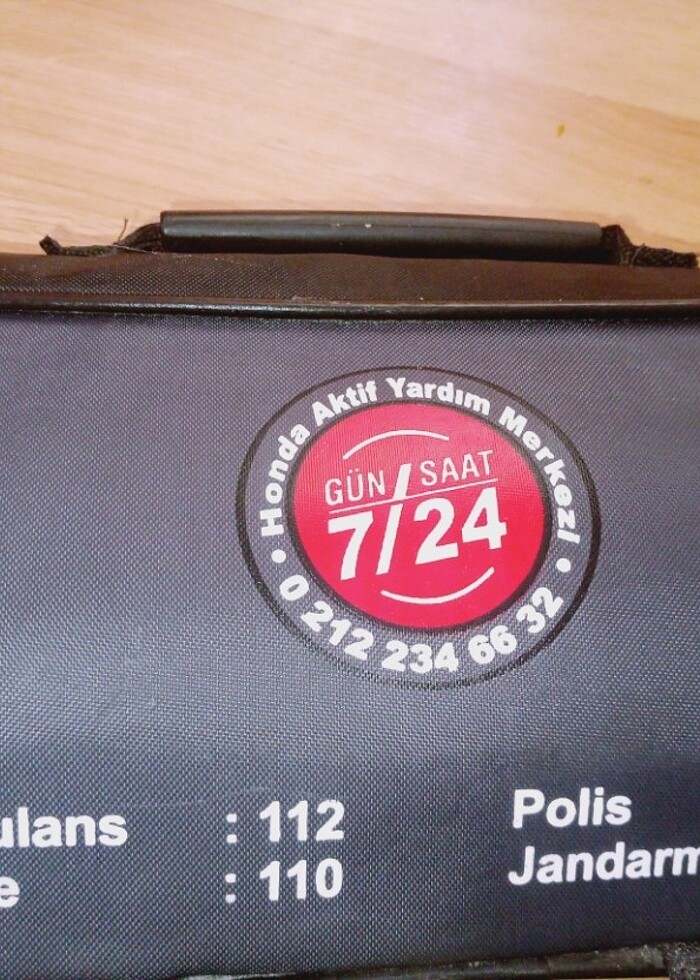 Honda Aktif Yardım Merkezi
GÜN/SAAT
7/24
• 0 212 234 66 32 •
ulans : 112 Polis
e : 110 Jandarm